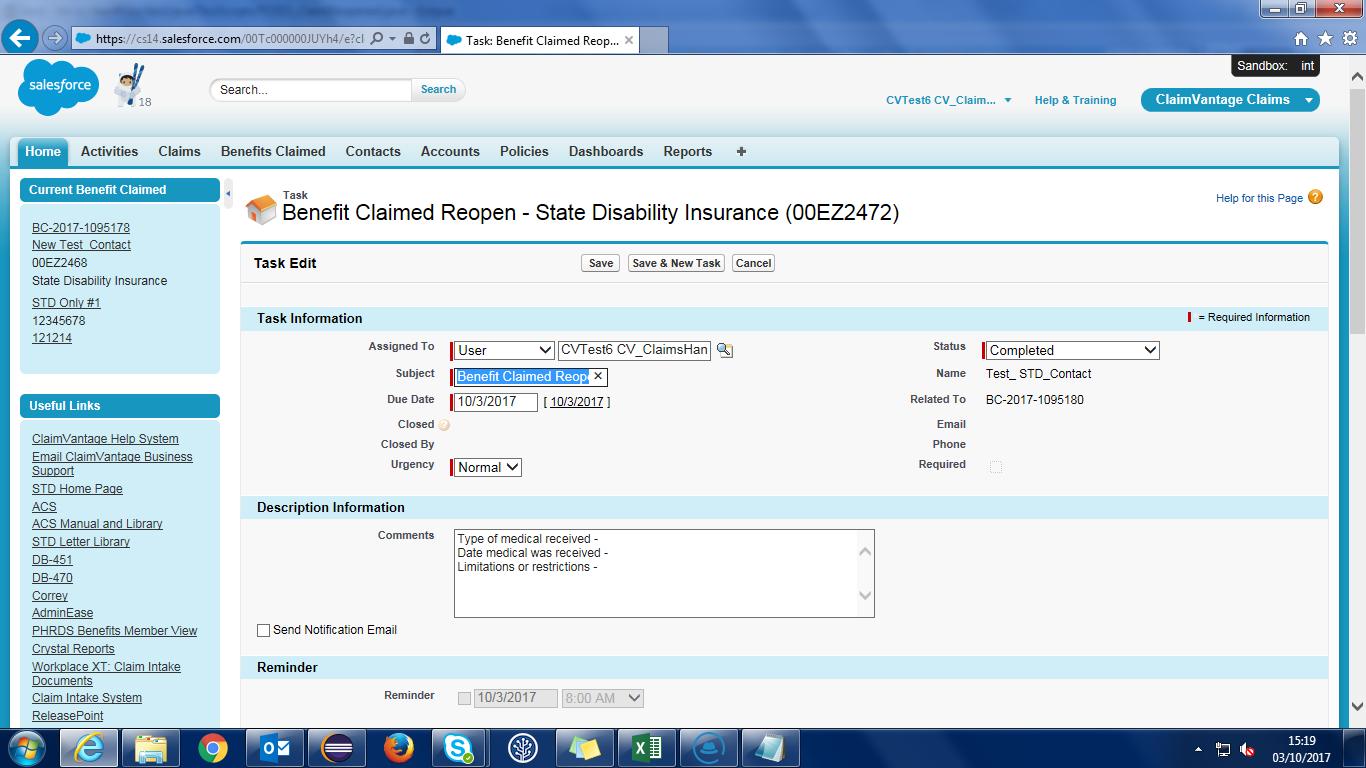 https://cs14.salesforce.com/00Tc000000JUYh4/e?cl
Task: Benefit Claimed Reop...
Sandbox: int
salesforce
18
Search...
Search
CVTest6 CV_Claim...
Help & Training
ClaimVantage Claims
Home
Activities
Claims
Benefits Claimed
Contacts
Accounts
Policies
Dashboards
Reports
+
Current Benefit Claimed
BC-2017-1095178
New Test_Contact
00EZ2468
State Disability Insurance
STD Only #1
12345678
121214
Useful Links
ClaimVantage Help System
Email ClaimVantage Business
Support
STD Home Page
ACS
ACS Manual and Library
STD Letter Library
DB-451
DB-470
Correy
AdminEase
PHRDS Benefits Member View
Crystal Reports
Workplace XT: Claim Intake
Documents
Claim Intake System
ReleasePoint
Task
Benefit Claimed Reopen - State Disability Insurance (00EZ2472)
Help for this Page
Task Edit
Save
Save & New Task
Cancel
Task Information
= Required Information
Assigned To
User
CVTest6 CV_ClaimsHan
Status
Completed
Subject
Benefit Claimed Reope
Name
Test_ STD_Contact
Due Date
10/3/2017
[ 10/3/2017 ]
Related To
BC-2017-1095180
Closed
Email
Closed By
Phone
Urgency
Normal
Required
Description Information
Comments
Type of medical received -
Date medical was received -
Limitations or restrictions -
Send Notification Email
Reminder
Reminder
10/3/2017
8:00 AM
15:19
03/10/2017